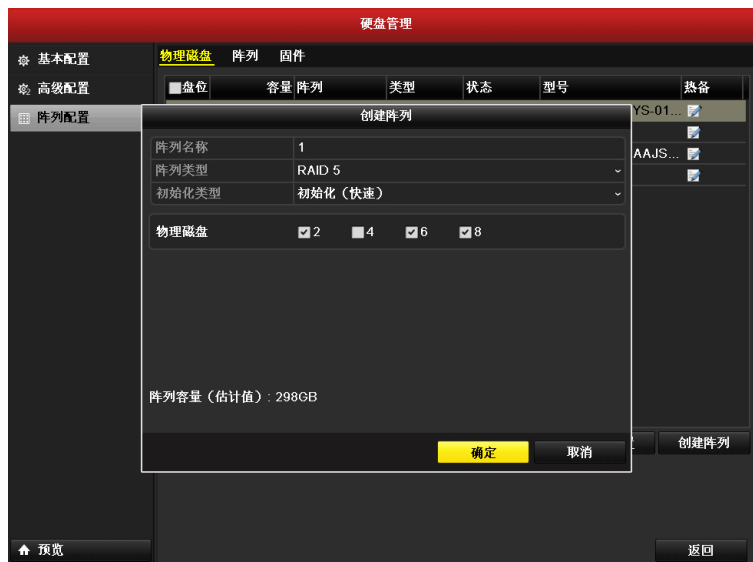 硬盘管理
基本配置
高级配置
阵列配置
物理磁盘 阵列 固件
盘位 容量 阵列 类型 状态 型号 热备
YS-01...
AAJS...
创建阵列
阵列名称 1
阵列类型 RAID 5
初始化类型 初始化（快速）
物理磁盘 2 4 6 8
阵列容量（估计值）: 298GB
确定 取消
创建阵列
预览
返回